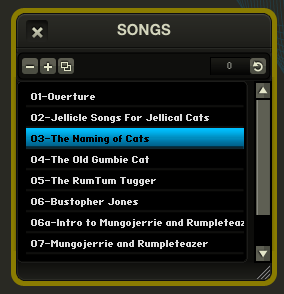 SONGS
0
01-Overture
02-Jellicle Songs For Jellical Cats
03-The Naming of Cats
04-The Old Gumbie Cat
05-The RumTum Tugger
06-Bustopher Jones
06a-Intro to Mungojerrie and Rumpleteaz
07-Mungojerrie and Rumpleteazer